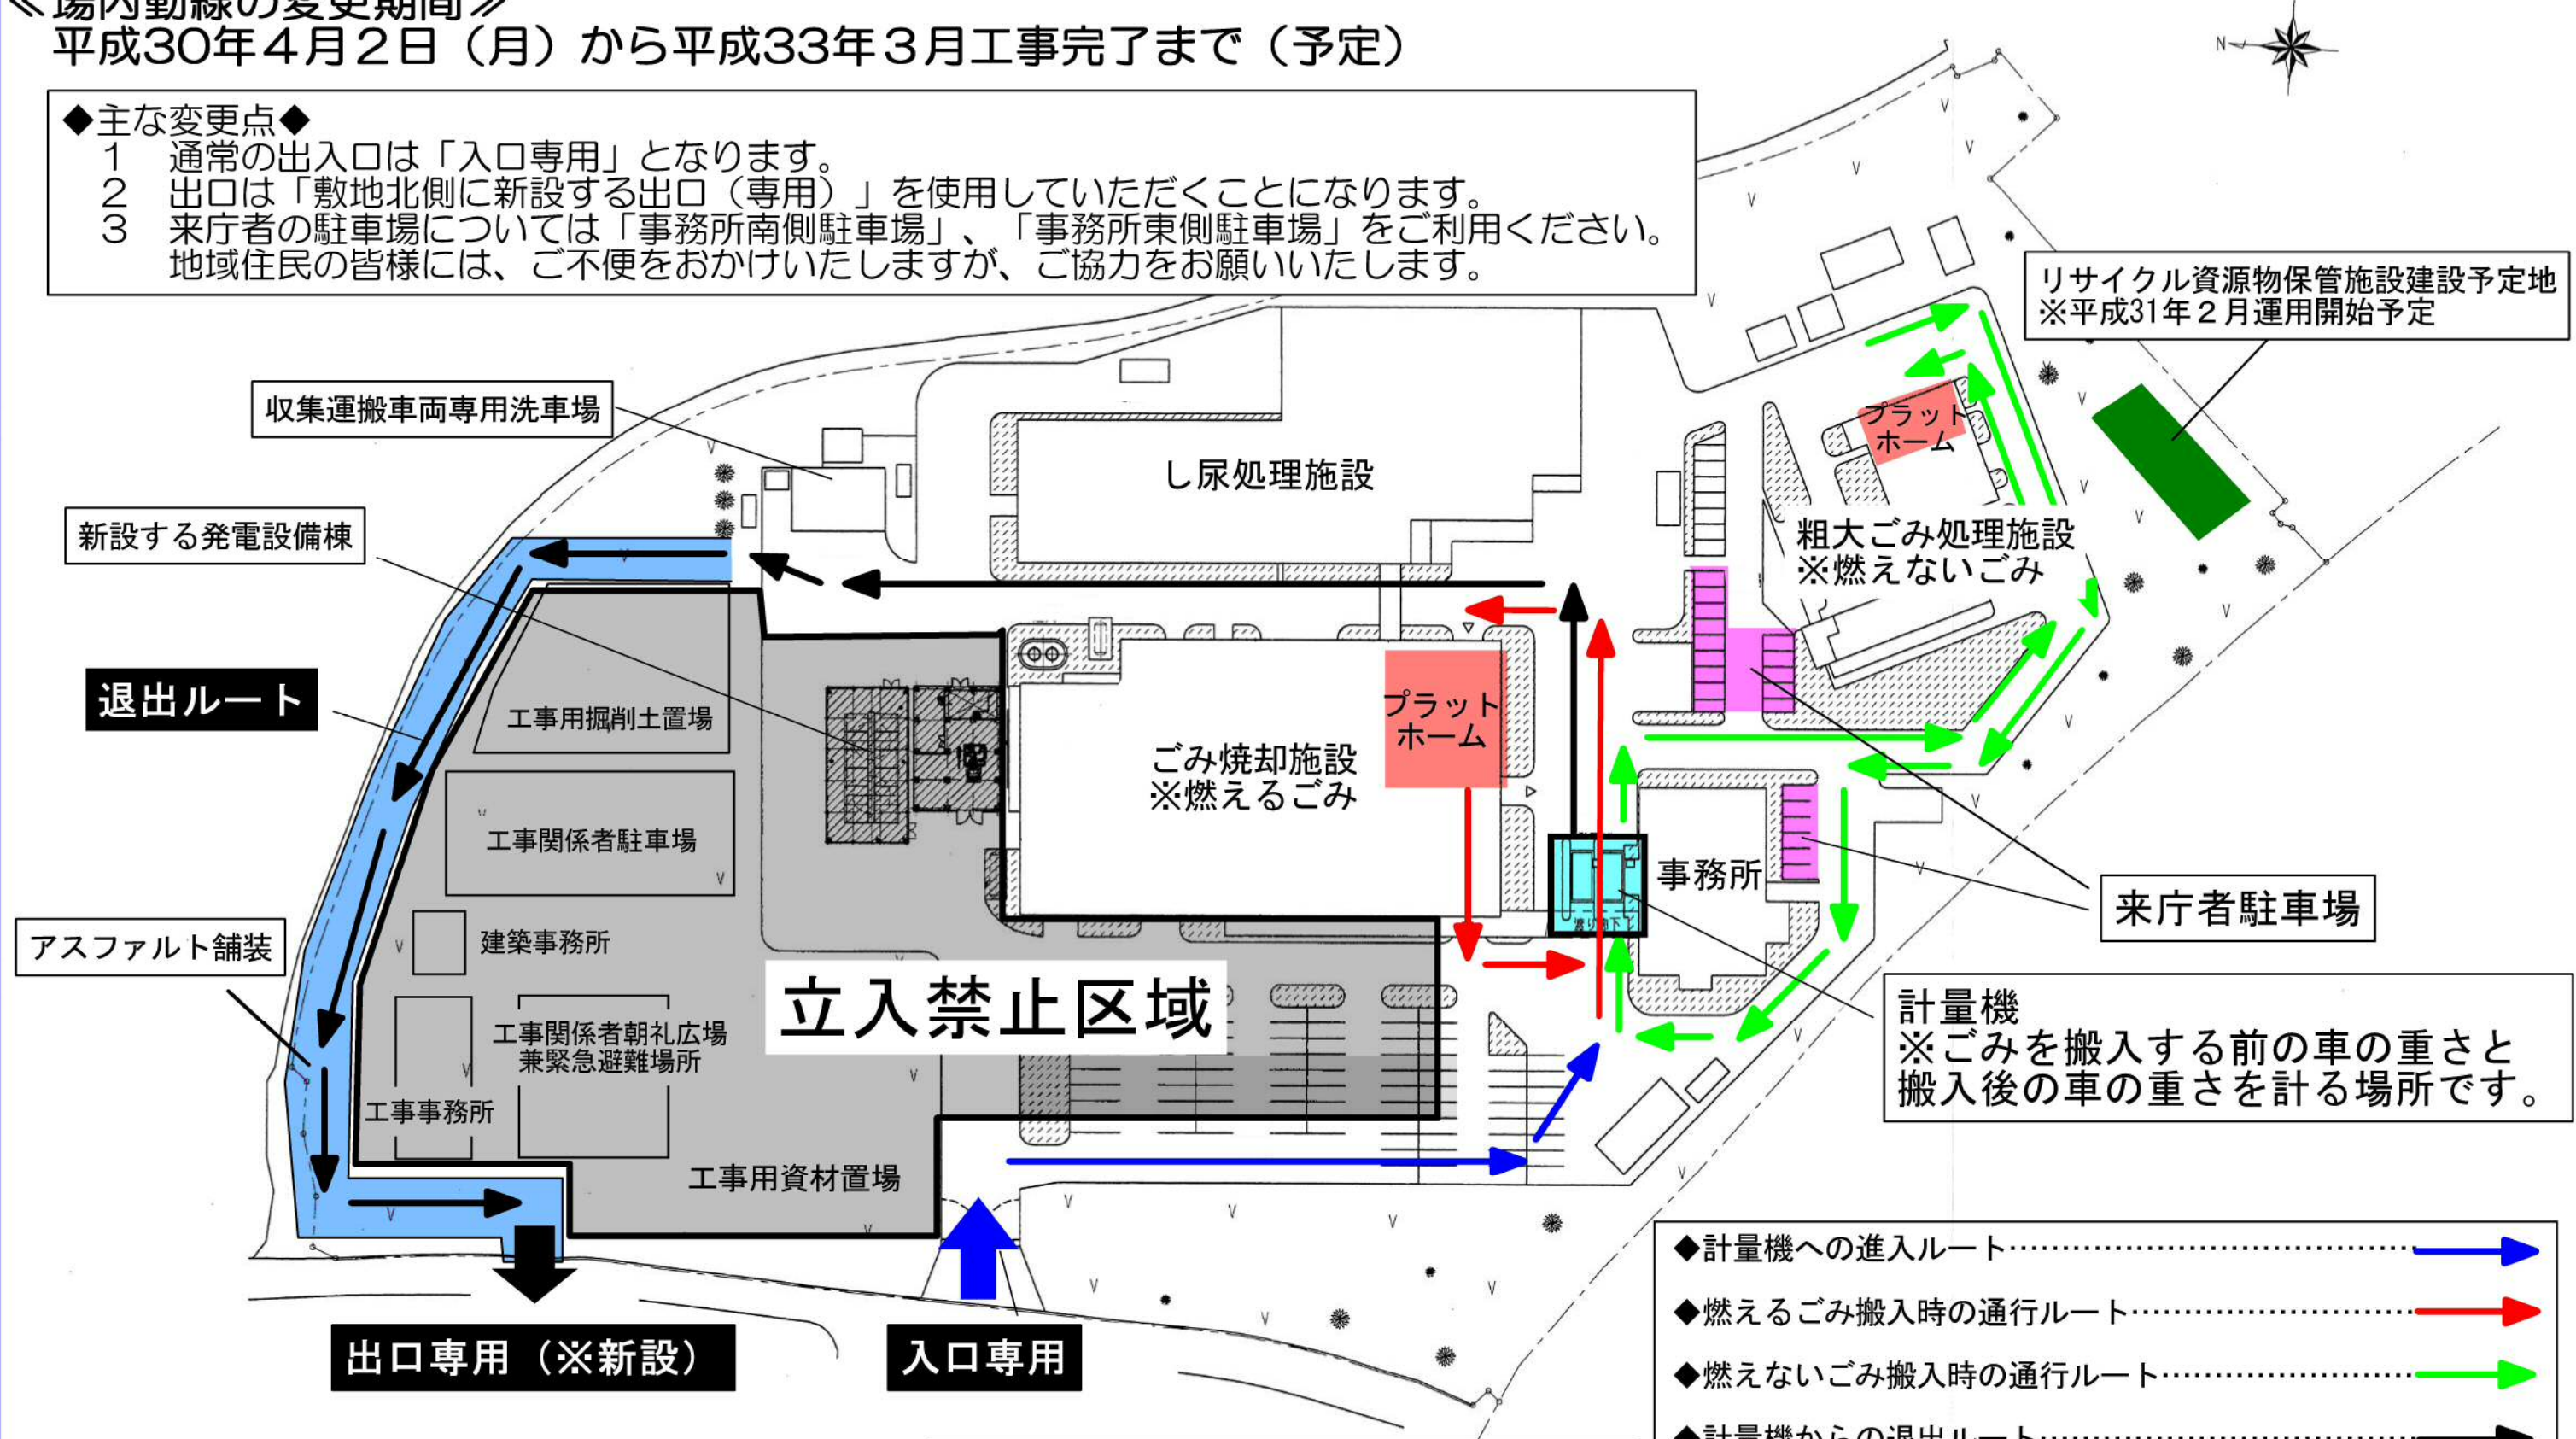 ≪場内動線の変更期間≫
平成30年4月2日（月）から平成33年3月工事完了まで（予定）
N
◆主な変更点◆
1　通常の出入口は「入口専用」となります。
2　出口は「敷地北側に新設する出口（専用）」を使用していただくことになります。
3　来庁者の駐車場については「事務所南側駐車場」、「事務所東側駐車場」をご利用ください。
地域住民の皆様には、ご不便をおかけいたしますが、ご協力をお願いいたします。
リサイクル資源物保管施設建設予定地
※平成31年2月運用開始予定
収集運搬車両専用洗車場
プラット
ホーム
し尿処理施設
新設する発電設備棟
粗大ごみ処理施設
※燃えないごみ
退出ルート
工事用掘削土置場
プラット
ホーム
ごみ焼却施設
※燃えるごみ
工事関係者駐車場
事務所
来庁者駐車場
アスファルト舗装
建築事務所
立入禁止区域
計量機
※ごみを搬入する前の車の重さと
搬入後の車の重さを計る場所です。
工事関係者朝礼広場
兼緊急避難場所
工事事務所
工事用資材置場
出口専用（※新設）
入口専用
◆計量機への進入ルート
◆燃えるごみ搬入時の通行ルート
◆燃えないごみ搬入時の通行ルート
◆計量機からの退出ルート